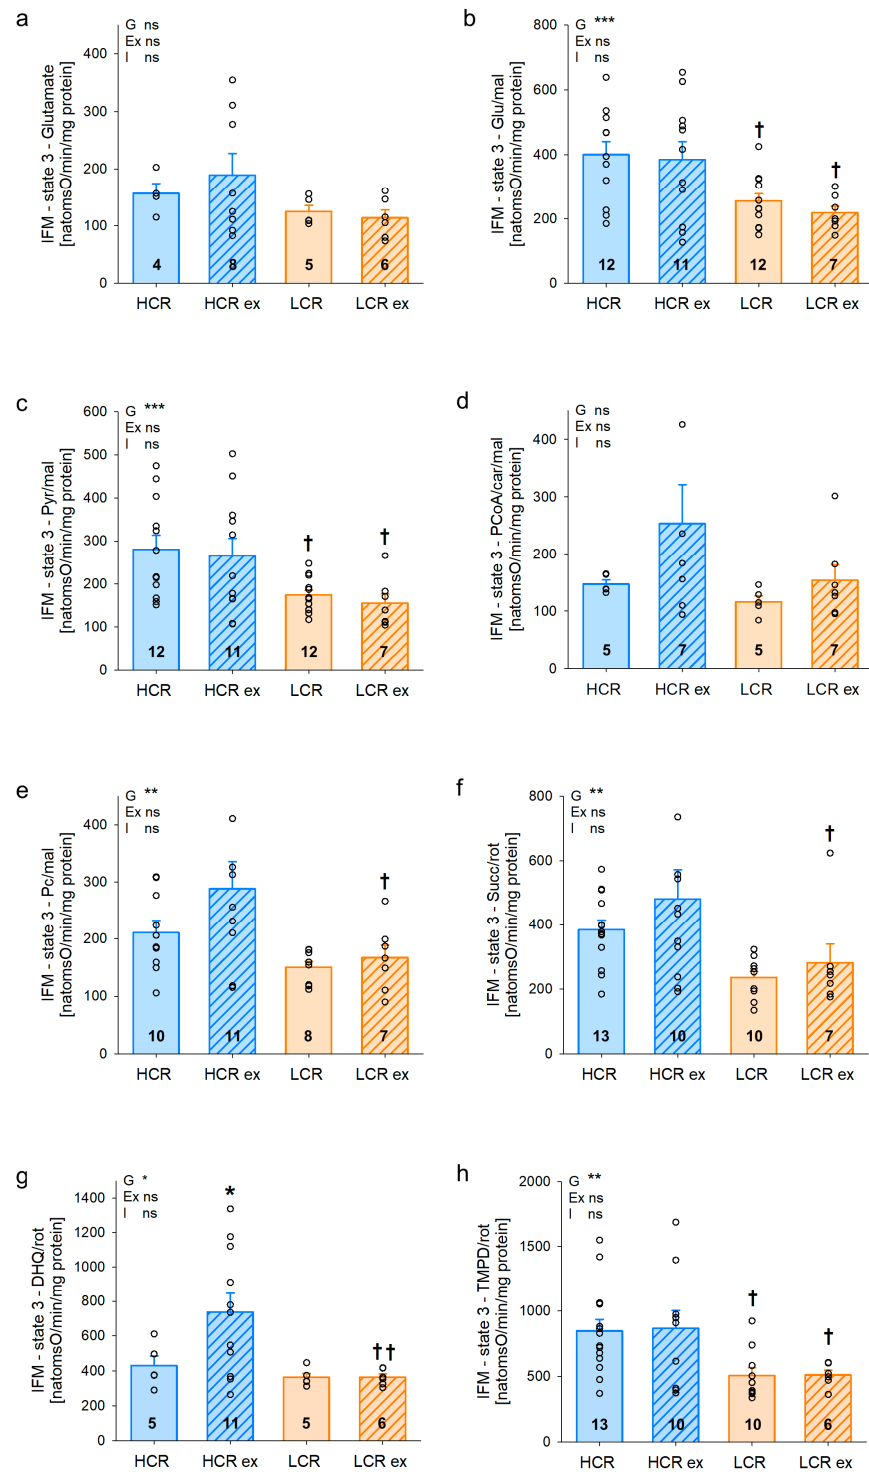 a
G ns
Ex ns
I ns
IFM - state 3 - Glutamate
[natomsO/min/mg protein]
400
300
200
100
0
4
8
5
6
HCR
HCR ex
LCR
LCR ex
b
G ***
Ex ns
I ns
IFM - state 3 - Glu/mal
[natomsO/min/mg protein]
800
600
400
200
0
†
†
12
11
12
7
HCR
HCR ex
LCR
LCR ex
c
G ***
Ex ns
I ns
IFM - state 3 - Pyr/mal
[natomsO/min/mg protein]
600
500
400
300
200
100
0
†
†
12
11
12
7
HCR
HCR ex
LCR
LCR ex
d
G ns
Ex ns
I ns
IFM - state 3 - PCoA/car/mal
[natomsO/min/mg protein]
400
300
200
100
0
5
7
5
7
HCR
HCR ex
LCR
LCR ex
e
G **
Ex ns
I ns
IFM - state 3 - Pc/mal
[natomsO/min/mg protein]
400
300
200
100
0
†
10
11
8
7
HCR
HCR ex
LCR
LCR ex
f
G **
Ex ns
I ns
IFM - state 3 - Succ/rot
[natomsO/min/mg protein]
800
600
400
200
0
†
13
10
10
7
HCR
HCR ex
LCR
LCR ex
g
G *
Ex ns
I ns
IFM - state 3 - DHQ/rot
[natomsO/min/mg protein]
1400
1200
1000
800
600
400
200
0
*
††
5
11
5
6
HCR
HCR ex
LCR
LCR ex
h
G **
Ex ns
I ns
IFM - state 3 - TMPD/rot
[natomsO/min/mg protein]
2000
1500
1000
500
0
†
†
13
10
10
6
HCR
HCR ex
LCR
LCR ex